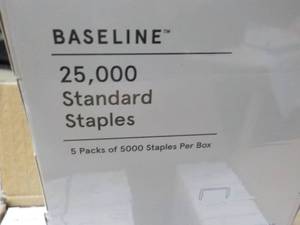 BASELINE™
25,000
Standard
Staples
5 Packs of 5000 Staples Per Box